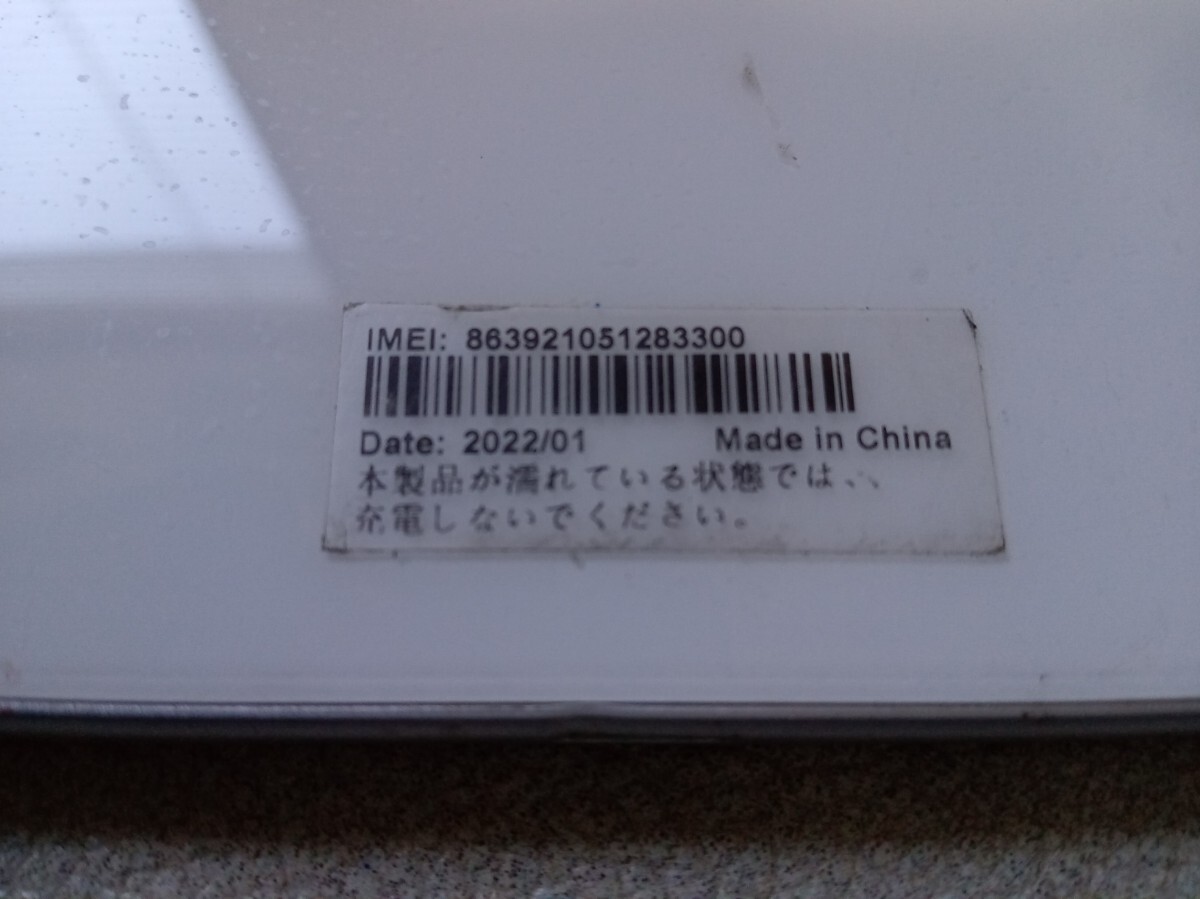 IMEI: 863921051283300
Date: 2022/01 Made in China
本製品が濡れている状態では、、
充電しないでください。